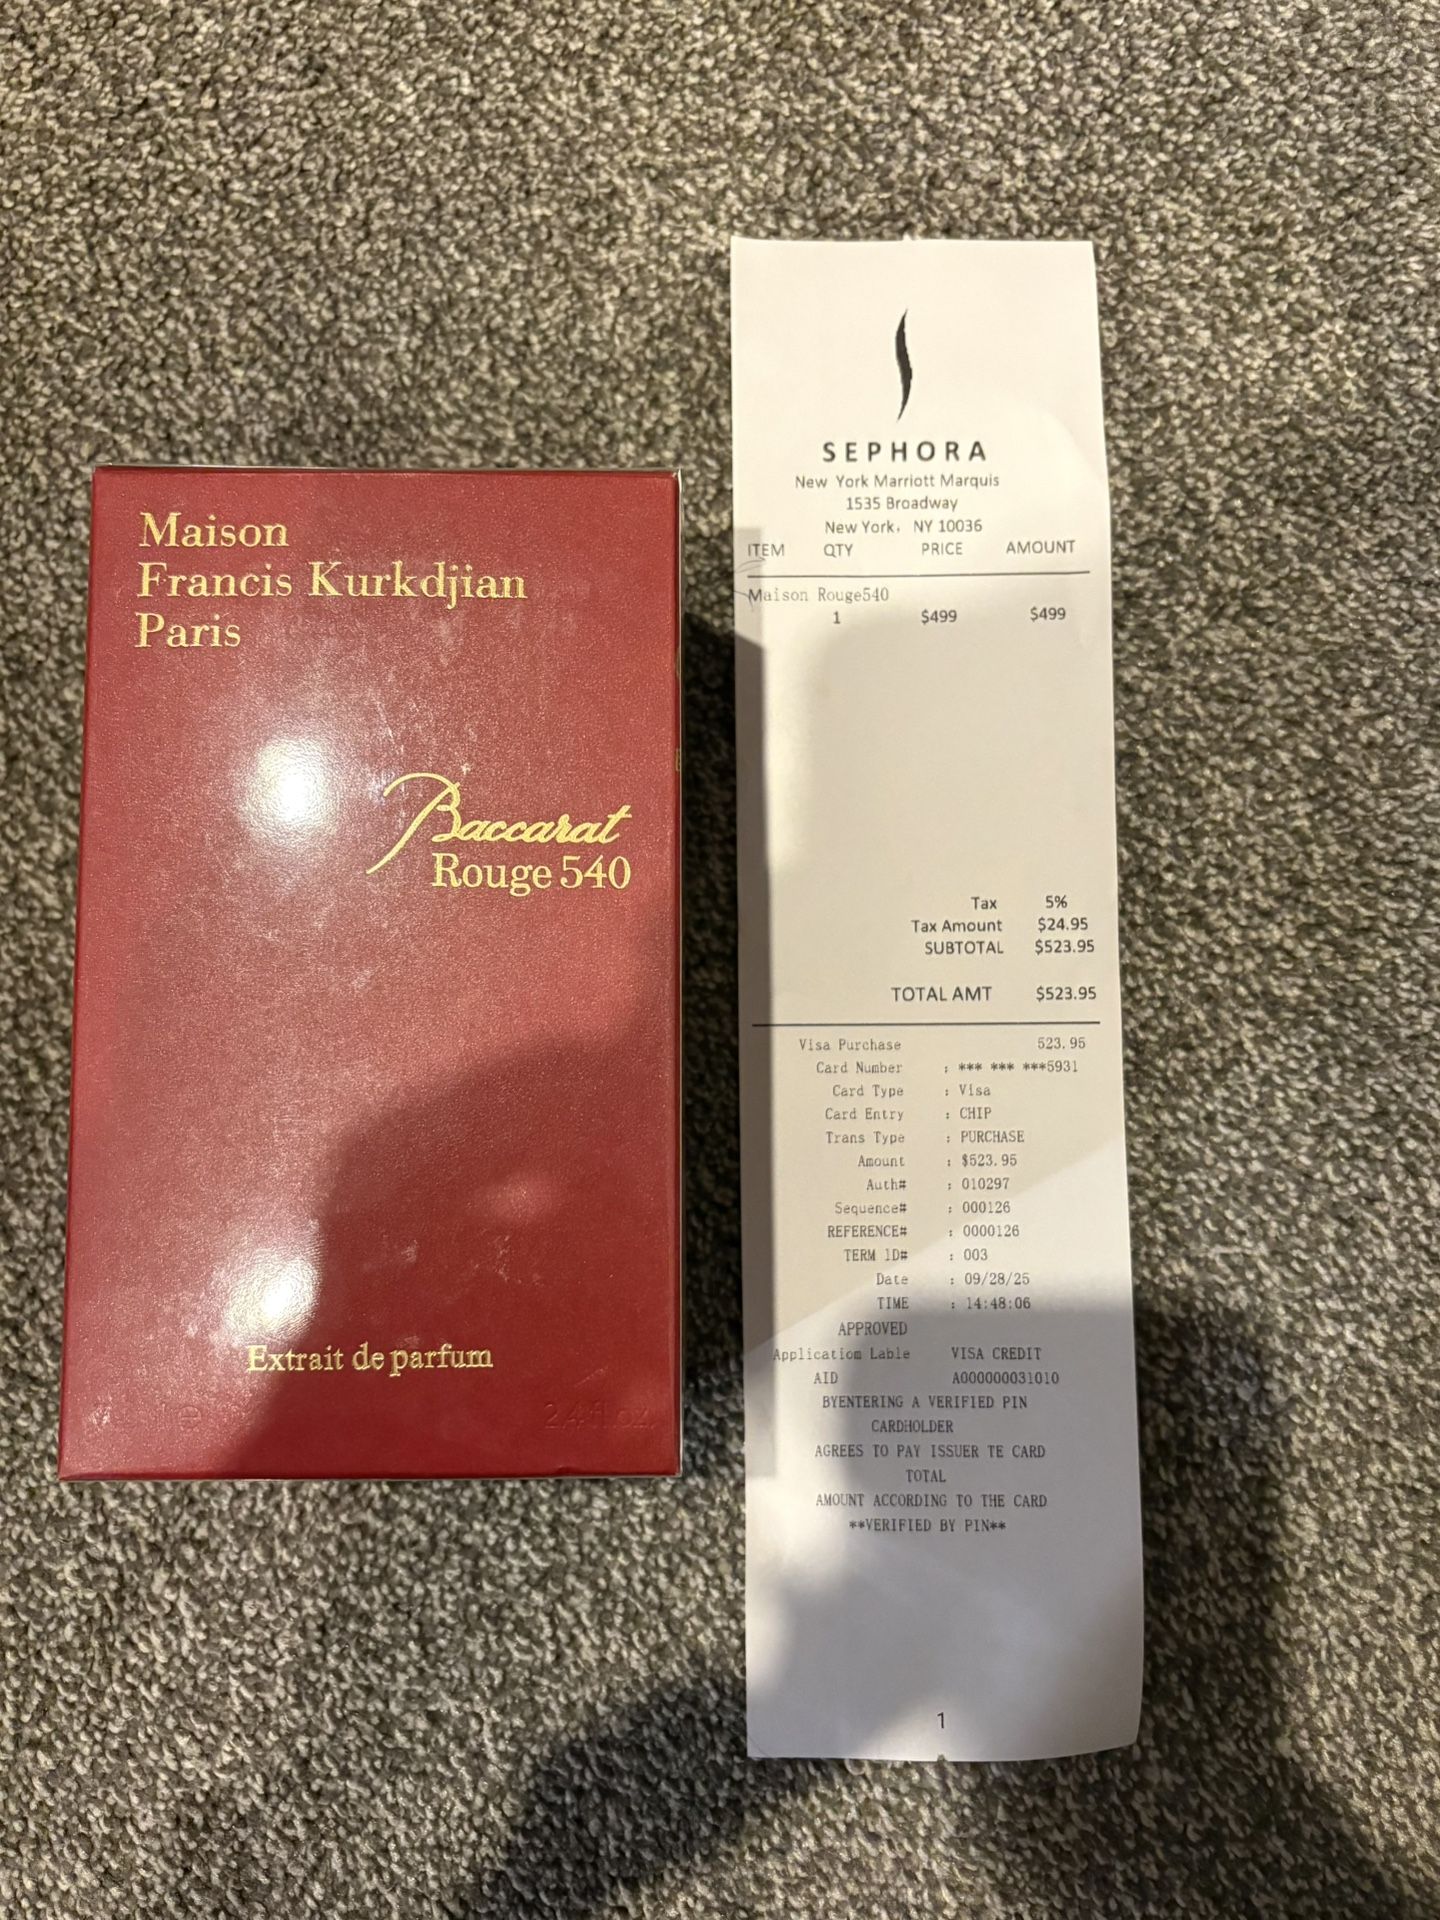 Maison
Francis Kurkdjian
Paris
Baccarat
Rouge 540
Extrait de parfum
2.4 fl.oz.
SEPHORA
New York Marriott Marquis
1535 Broadway
New York， NY 10036
ITEM QTY PRICE AMOUNT
Maison Rouge540
1 $499 $499
Tax 5%
Tax Amount $24.95
SUBTOTAL $523.95
TOTAL AMT $523.95
Visa Purchase 523.95
Card Number : *** *** ***5931
Card Type : Visa
Card Entry : CHIP
Trans Type : PURCHASE
Amount : $523.95
Auth# : 010297
Sequence# : 000126
REFERENCE# : 0000126
TERM 1D# : 003
Date : 09/28/25
TIME : 14:48:06
APPROVED
Applicatiom Lable VISA CREDIT
AID A000000031010
BYENTERING A VERIFIED PIN
CARDHOLDER
AGREES TO PAY ISSUER TE CARD
TOTAL
AMOUNT ACCORDING TO THE CARD
**VERIFIED BY PIN**
1